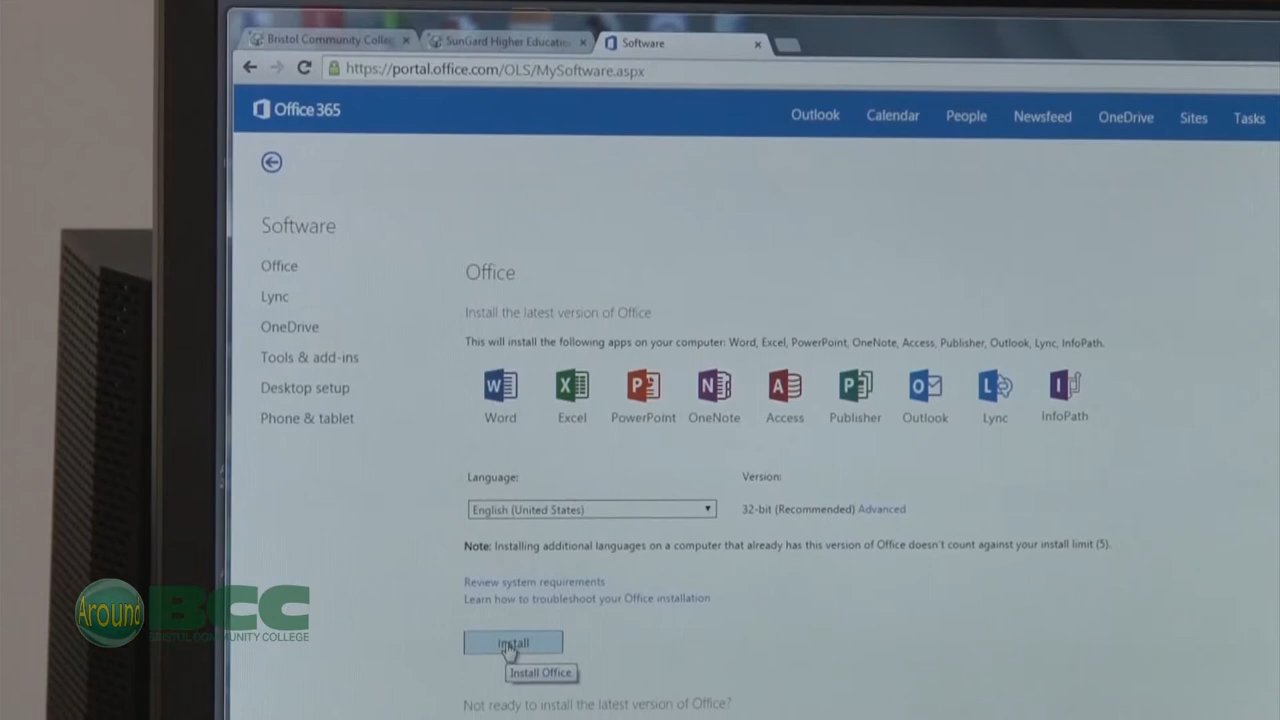 Bristol Community Colleg
SunGard Higher Education
Software
https://portal.office.com/OLS/MySoftware.aspx
Office 365
Outlook Calendar People Newsfeed OneDrive Sites Tasks
Software
Office
Lync
OneDrive
Tools & add-ins
Desktop setup
Phone & tablet
Office
Install the latest version of Office
This will install the following apps on your computer: Word, Excel, PowerPoint, OneNote, Access, Publisher, Outlook, Lync, InfoPath.
Word Excel PowerPoint OneNote Access Publisher Outlook Lync InfoPath
Language: Version:
English (United States) 32-bit (Recommended) Advanced
Note: Installing additional languages on a computer that already has this version of Office doesn't count against your install limit (5).
Review system requirements
Learn how to troubleshoot your Office installation
Install
Install Office
Not ready to install the latest version of Office?
Around BCC
BRISTOL COMMUNITY COLLEGE